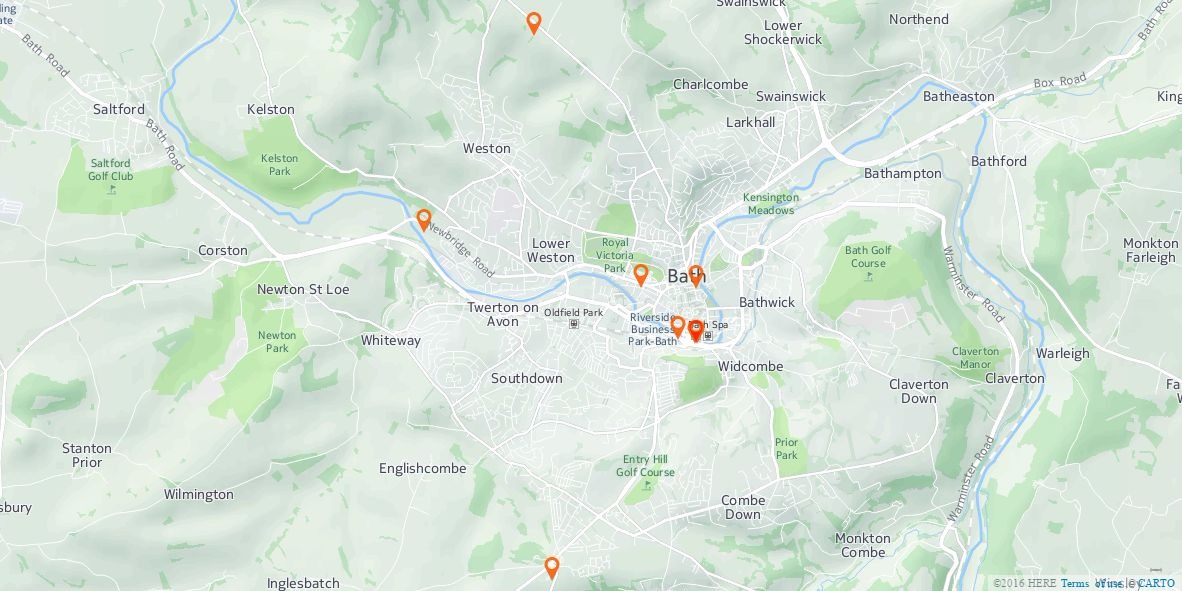 Swainswick
Northend
Lower
Shockerwick
Bath Road
Bath Road
Box Road
Charlcombe
Swainswick
Batheaston
Saltford
Kelston
Larkhall
Bath Road
Weston
Saltford
Golf Club
Kelston
Park
Bathford
Bathampton
Kensington
Meadows
Newbridge Road
Corston
Lower
Weston
Royal
Victoria
Park
Bath Golf
Course
Monkton
Farleigh
Bath
Newton St Loe
Warminster Road
Bathwick
Twerton on
Avon
Oldfield Park
Riverside
Business
Park-Bath
Bath Spa
Newton
Park
Whiteway
Claverton
Manor
Warleigh
Widcombe
Southdown
Claverton
Claverton
Down
Stanton
Prior
Prior
Park
Englishcombe
Entry Hill
Golf Course
Warminster Road
Wilmington
Combe
Down
sbury
Monkton
Combe
Inglesbatch
©2016 HERE Terms of use CARTO